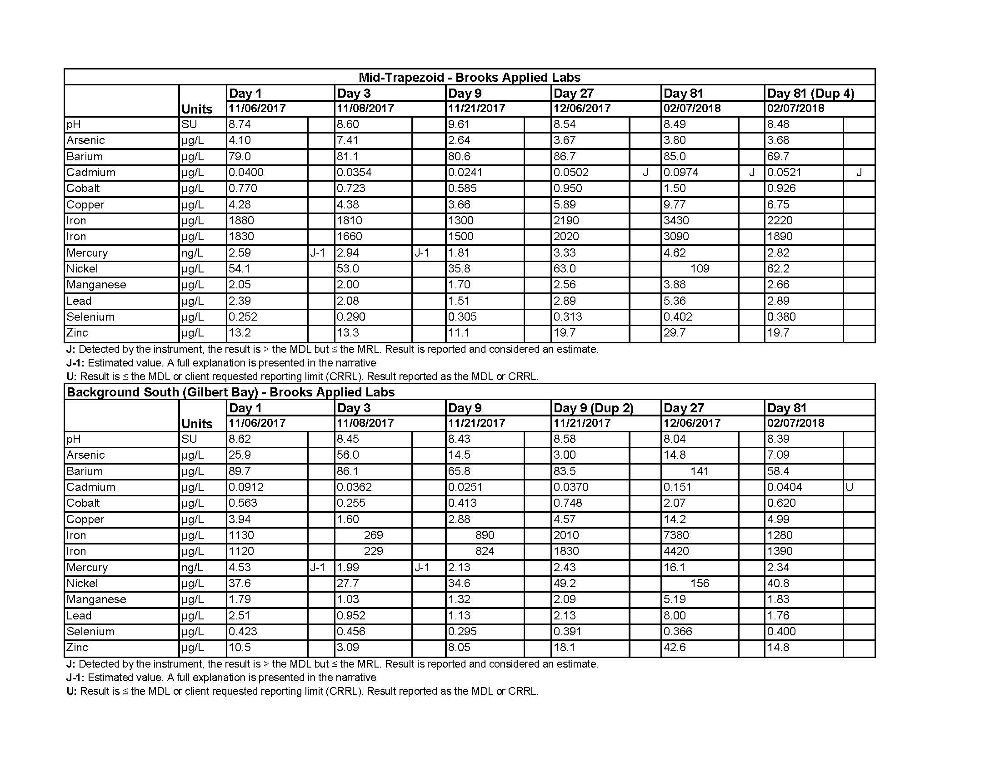 Mid-Trapezoid - Brooks Applied Labs
Day 1 Day 3 Day 9 Day 27 Day 81 Day 81 (Dup 4)
Units 11/06/2017 11/08/2017 11/21/2017 12/06/2017 02/07/2018 02/07/2018
pH SU 8.74 8.60 9.61 8.54 8.49 8.48
Arsenic µg/L 4.10 7.41 2.64 3.67 3.80 3.68
Barium µg/L 79.0 81.1 80.6 86.7 85.0 69.7
Cadmium µg/L 0.0400 0.0354 0.0241 0.0502 J 0.0974 J 0.0521 J
Cobalt µg/L 0.770 0.723 0.585 0.950 1.50 0.926
Copper µg/L 4.28 4.38 3.66 5.89 9.77 6.75
Iron µg/L 1880 1810 1300 2190 3430 2220
Iron µg/L 1830 1660 1500 2020 3090 1890
Mercury ng/L 2.59 J-1 2.94 J-1 1.81 3.33 4.62 2.82
Nickel µg/L 54.1 53.0 35.8 63.0 109 62.2
Manganese µg/L 2.05 2.00 1.70 2.56 3.88 2.66
Lead µg/L 2.39 2.08 1.51 2.89 5.36 2.89
Selenium µg/L 0.252 0.290 0.305 0.313 0.402 0.380
Zinc µg/L 13.2 13.3 11.1 19.7 29.7 19.7
J: Detected by the instrument, the result is > the MDL but ≤ the MRL. Result is reported and considered an estimate.
J-1: Estimated value. A full explanation is presented in the narrative
U: Result is ≤ the MDL or client requested reporting limit (CRRL). Result reported as the MDL or CRRL.
Background South (Gilbert Bay) - Brooks Applied Labs
Day 1 Day 3 Day 9 Day 9 (Dup 2) Day 27 Day 81
Units 11/06/2017 11/08/2017 11/21/2017 11/21/2017 12/06/2017 02/07/2018
pH SU 8.62 8.45 8.43 8.58 8.04 8.39
Arsenic µg/L 25.9 56.0 14.5 3.00 14.8 7.09
Barium µg/L 89.7 86.1 65.8 83.5 141 58.4
Cadmium µg/L 0.0912 0.0362 0.0251 0.0370 0.151 0.0404 U
Cobalt µg/L 0.563 0.255 0.413 0.748 2.07 0.620
Copper µg/L 3.94 1.60 2.88 4.57 14.2 4.99
Iron µg/L 1130 269 890 2010 7380 1280
Iron µg/L 1120 229 824 1830 4420 1390
Mercury ng/L 4.53 J-1 1.99 J-1 2.13 2.43 16.1 2.34
Nickel µg/L 37.6 27.7 34.6 49.2 156 40.8
Manganese µg/L 1.79 1.03 1.32 2.09 5.19 1.83
Lead µg/L 2.51 0.952 1.13 2.13 8.00 1.76
Selenium µg/L 0.423 0.456 0.295 0.391 0.366 0.400
Zinc µg/L 10.5 3.09 8.05 18.1 42.6 14.8
J: Detected by the instrument, the result is > the MDL but ≤ the MRL. Result is reported and considered an estimate.
J-1: Estimated value. A full explanation is presented in the narrative
U: Result is ≤ the MDL or client requested reporting limit (CRRL). Result reported as the MDL or CRRL.